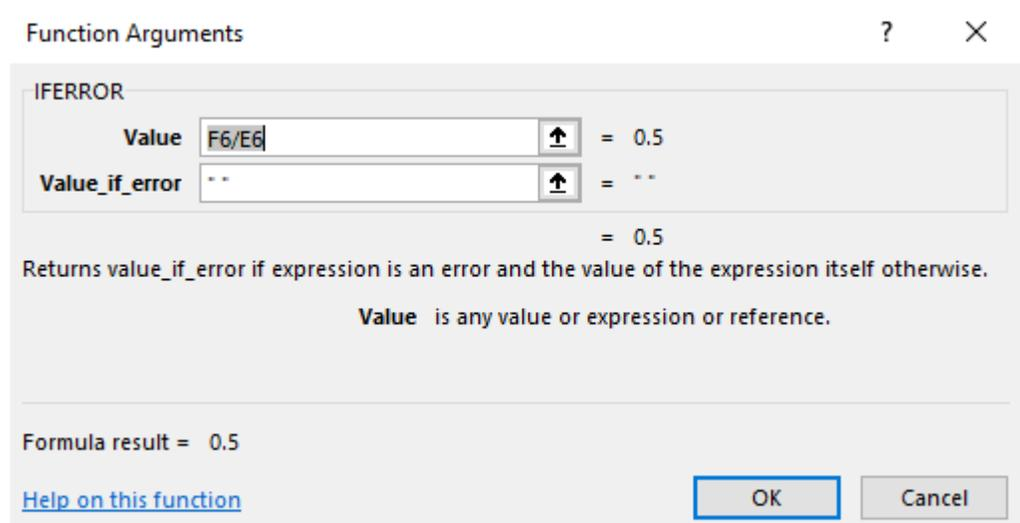 Function Arguments ? ×
IFERROR
Value F6/E6 = 0.5
Value_if_error " " = " "
= 0.5
Returns value_if_error if expression is an error and the value of the expression itself otherwise.
Value is any value or expression or reference.
Formula result = 0.5
Help on this function OK Cancel